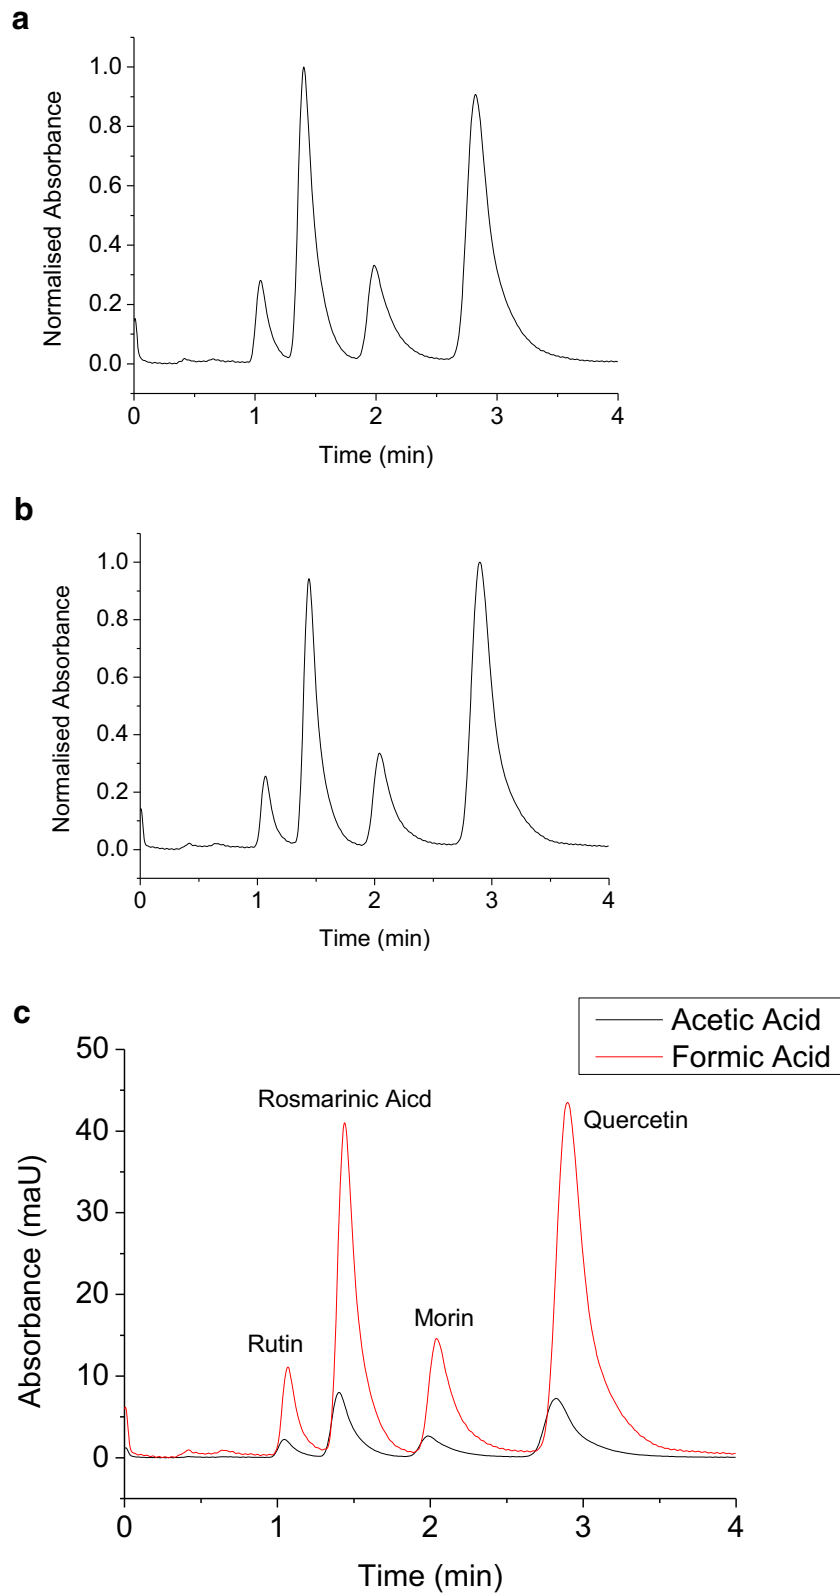 a
1.0
0.8
0.6
0.4
0.2
0.0
Normalised Absorbance
0 1 2 3 4
Time (min)
b
1.0
0.8
0.6
0.4
0.2
0.0
Normalised Absorbance
0 1 2 3 4
Time (min)
c
Acetic Acid
Formic Acid
50
40
30
20
10
0
Absorbance (maU)
Rosmarinic Aicd
Quercetin
Morin
Rutin
0 1 2 3 4
Time (min)